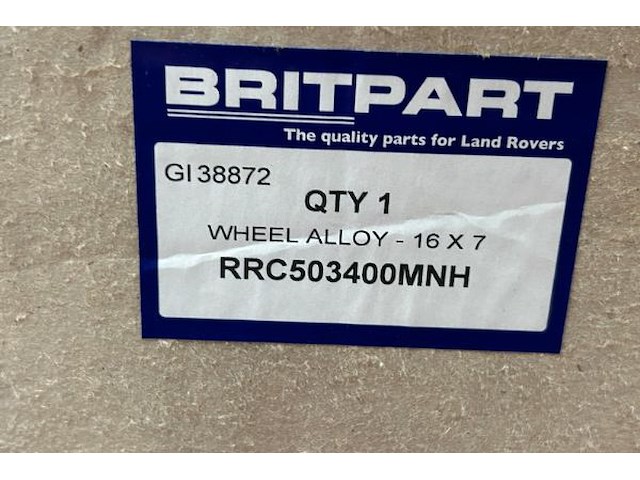 BRITPART
The quality parts for Land Rovers
GI 38872
QTY 1
WHEEL ALLOY - 16 X 7
RRC503400MNH